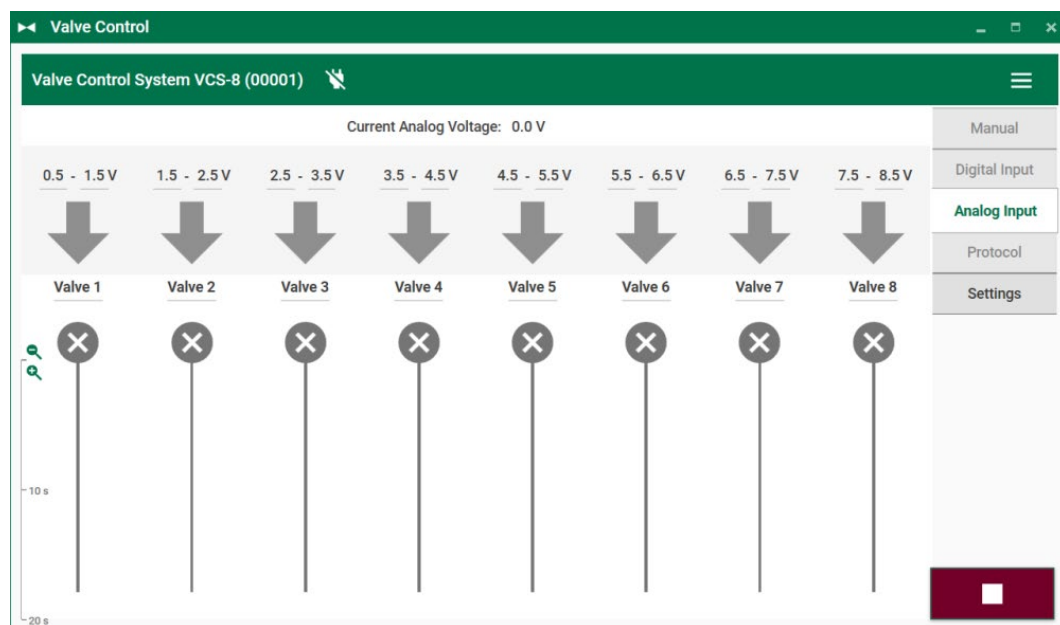 Valve Control
Valve Control System VCS-8 (00001)
Current Analog Voltage: 0.0 V
0.5 - 1.5 V 1.5 - 2.5 V 2.5 - 3.5 V 3.5 - 4.5 V 4.5 - 5.5 V 5.5 - 6.5 V 6.5 - 7.5 V 7.5 - 8.5 V
Valve 1 Valve 2 Valve 3 Valve 4 Valve 5 Valve 6 Valve 7 Valve 8
10 s
20 s
Manual
Digital Input
Analog Input
Protocol
Settings